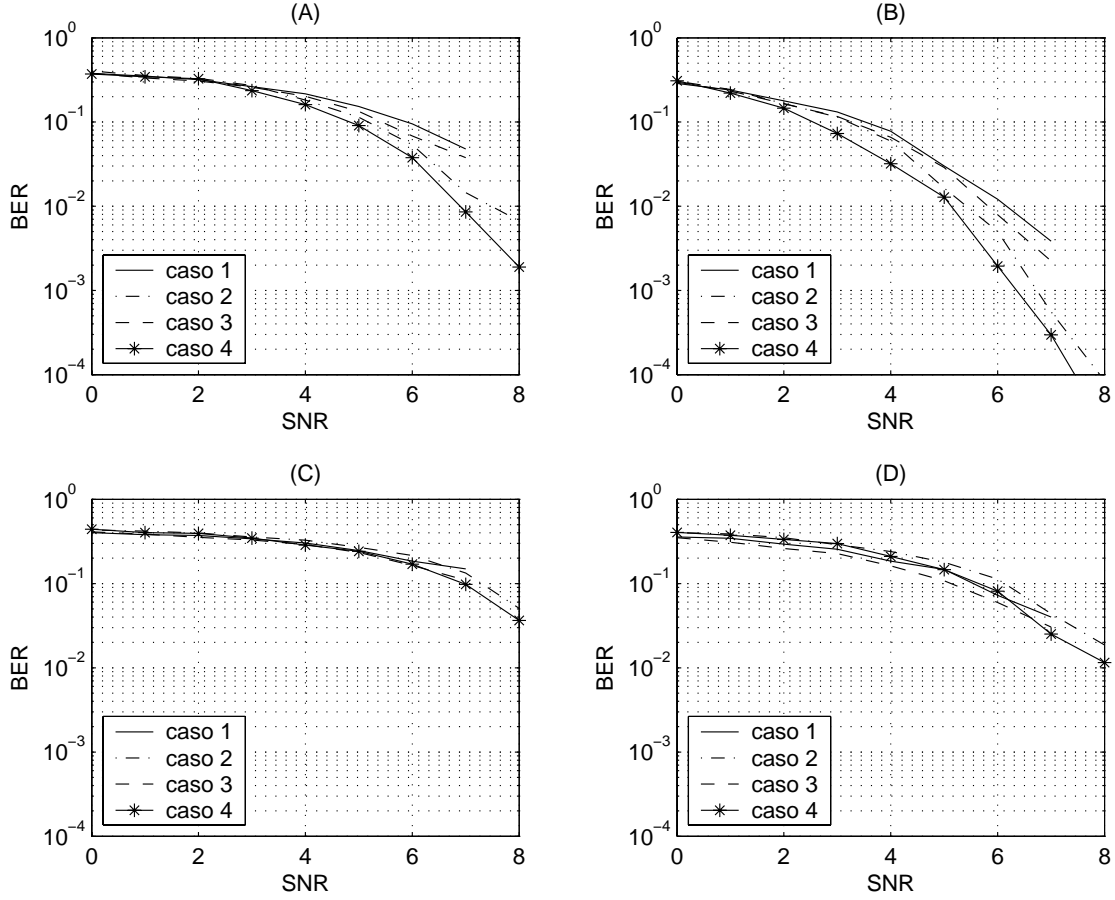 (A)
10^0
10^−1
10^−2
10^−3
10^−4
BER
0 2 4 6 8
SNR
caso 1
caso 2
caso 3
caso 4
(B)
10^0
10^−1
10^−2
10^−3
10^−4
BER
0 2 4 6 8
SNR
caso 1
caso 2
caso 3
caso 4
(C)
10^0
10^−1
10^−2
10^−3
10^−4
BER
0 2 4 6 8
SNR
caso 1
caso 2
caso 3
caso 4
(D)
10^0
10^−1
10^−2
10^−3
10^−4
BER
0 2 4 6 8
SNR
caso 1
caso 2
caso 3
caso 4